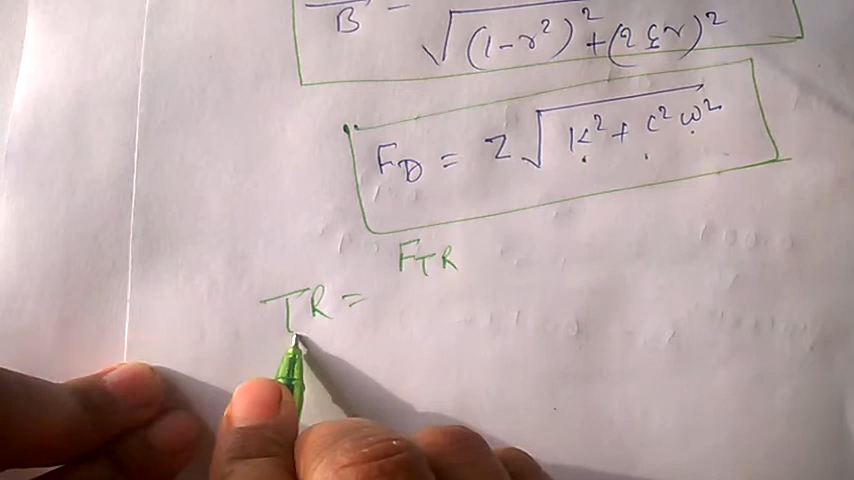 B = √(1-r²)²+(2ξr)²
F_D = Z√K²+C²ω²
F_TR
TR =